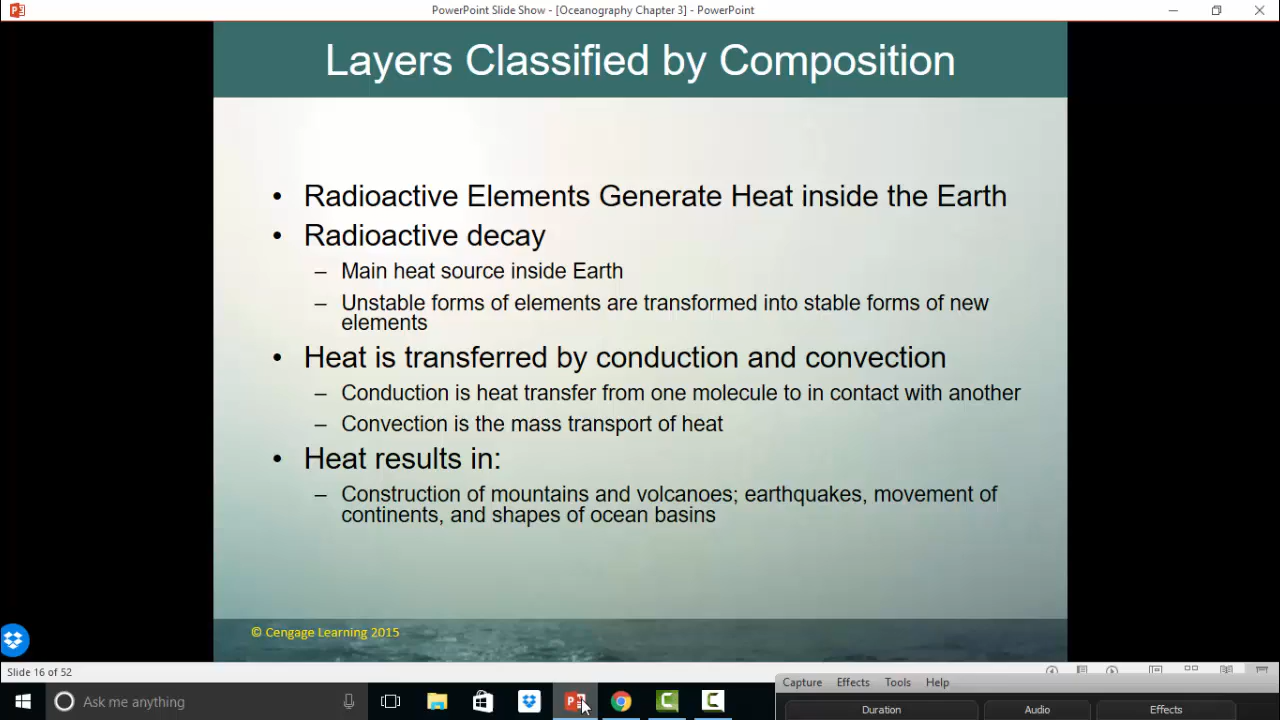 PowerPoint Slide Show - [Oceanography Chapter 3] - PowerPoint
Layers Classified by Composition
• Radioactive Elements Generate Heat inside the Earth
• Radioactive decay
– Main heat source inside Earth
– Unstable forms of elements are transformed into stable forms of new
elements
• Heat is transferred by conduction and convection
– Conduction is heat transfer from one molecule to in contact with another
– Convection is the mass transport of heat
• Heat results in:
– Construction of mountains and volcanoes; earthquakes, movement of
continents, and shapes of ocean basins
© Cengage Learning 2015
Slide 16 of 52
Capture Effects Tools Help
Ask me anything
Duration Audio Effects